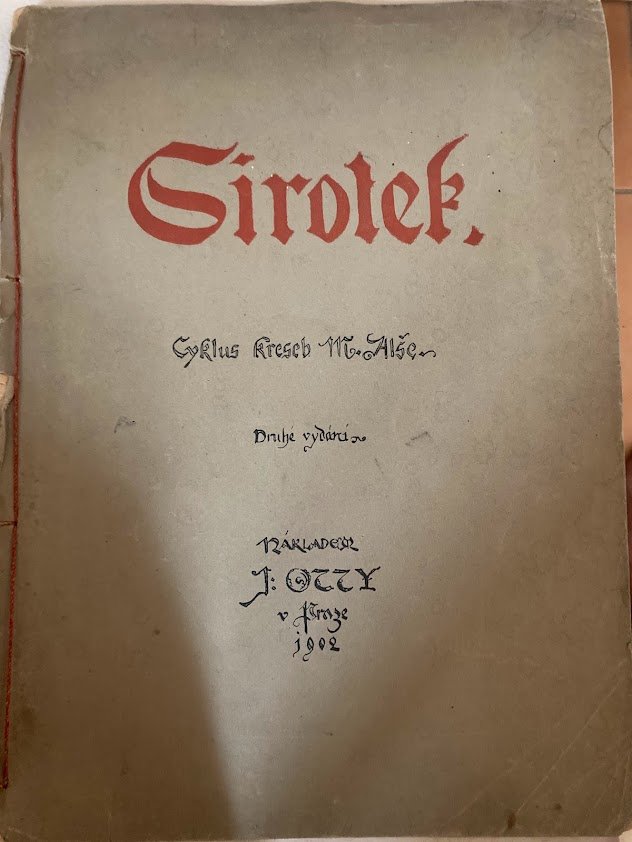 Sirotek.
Cyklus kreseb M. Alše.
Druhé vydání
NÁKLADEM
J: OTTY
v Praze
1902